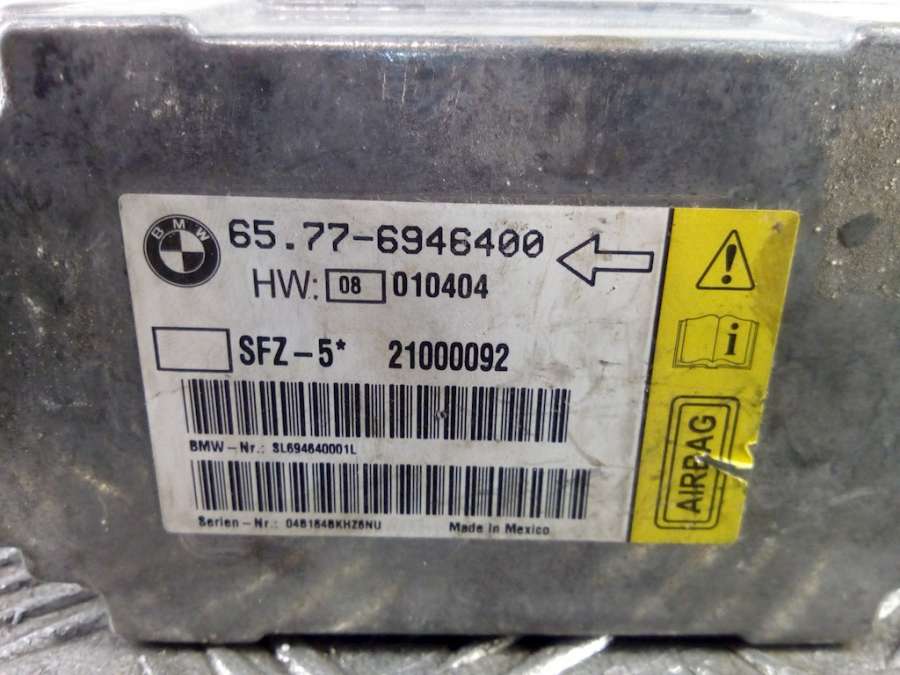 BMW
65.77-6946400
HW: 08 010404
SFZ-5* 21000092
BMW-Nr.: SL694640001L
Serien-Nr.: 0461646KHZ6NU
Made in Mexico
i
AIRBAG